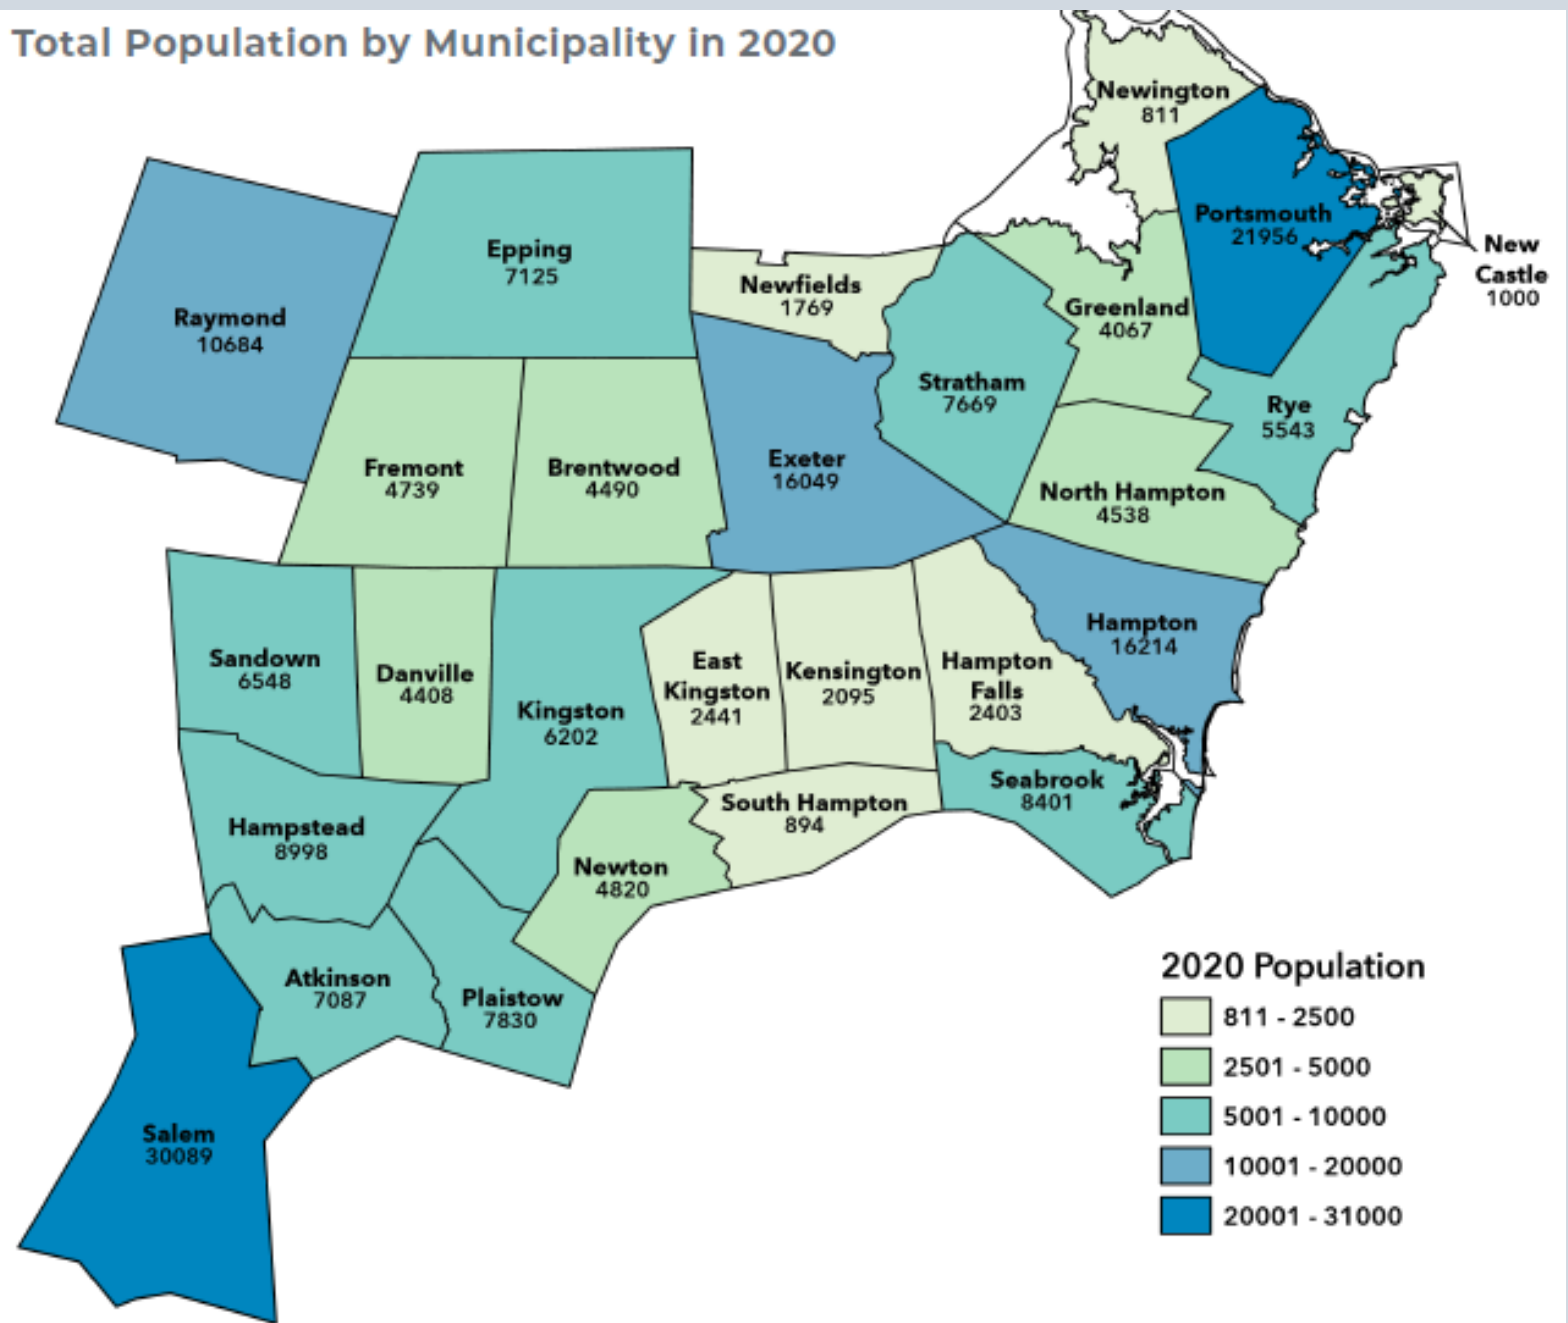 Total Population by Municipality in 2020
Newington
811
Portsmouth
21956
New
Castle
1000
Epping
7125
Newfields
1769
Greenland
4067
Raymond
10684
Stratham
7669
Rye
5543
Fremont
4739
Brentwood
4490
Exeter
16049
North Hampton
4538
Hampton
16214
Sandown
6548
Danville
4408
Kingston
6202
East
Kingston
2441
Kensington
2095
Hampton
Falls
2403
Seabrook
8401
South Hampton
894
Hampstead
8998
Newton
4820
Atkinson
7087
Plaistow
7830
Salem
30089
2020 Population
811 - 2500
2501 - 5000
5001 - 10000
10001 - 20000
20001 - 31000